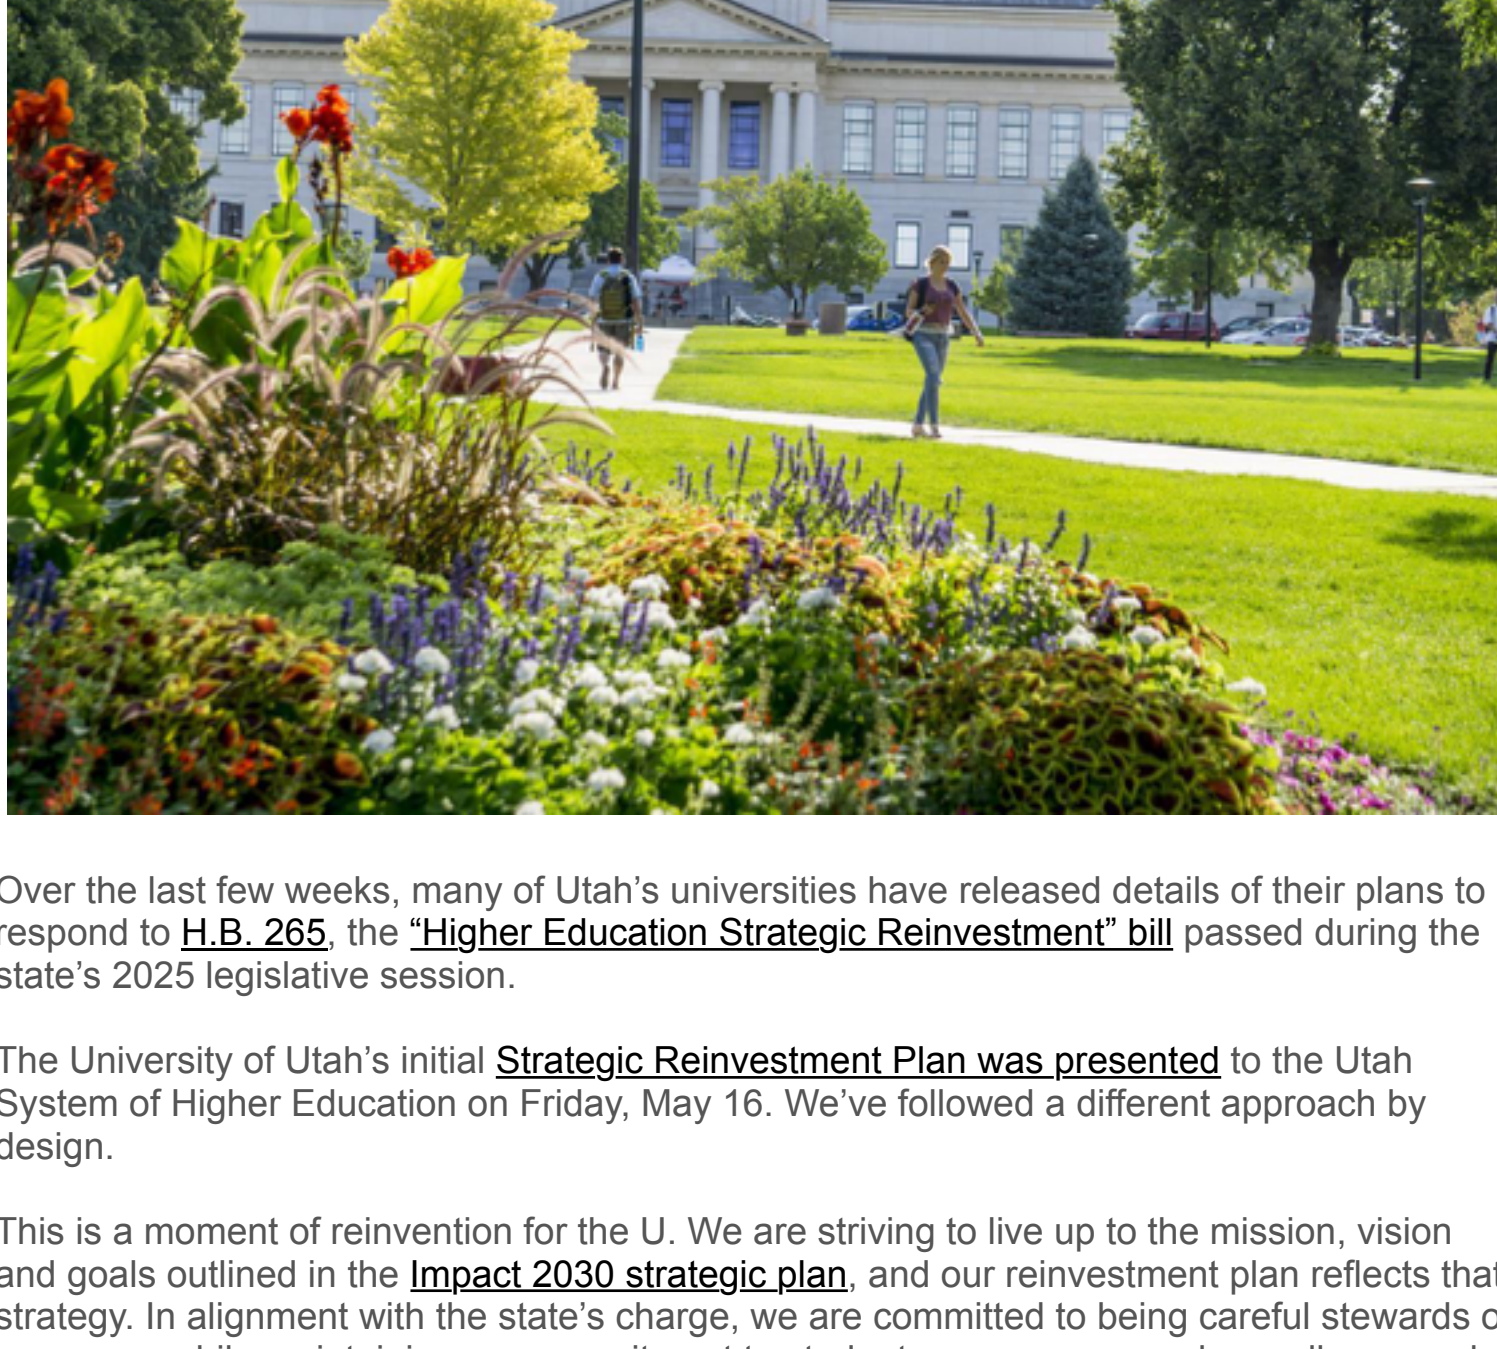 Over the last few weeks, many of Utah’s universities have released details of their plans to
respond to H.B. 265, the “Higher Education Strategic Reinvestment” bill passed during the
state’s 2025 legislative session.
The University of Utah’s initial Strategic Reinvestment Plan was presented to the Utah
System of Higher Education on Friday, May 16. We’ve followed a different approach by
design.
This is a moment of reinvention for the U. We are striving to live up to the mission, vision
and goals outlined in the Impact 2030 strategic plan, and our reinvestment plan reflects that
strategy. In alignment with the state’s charge, we are committed to being careful stewards